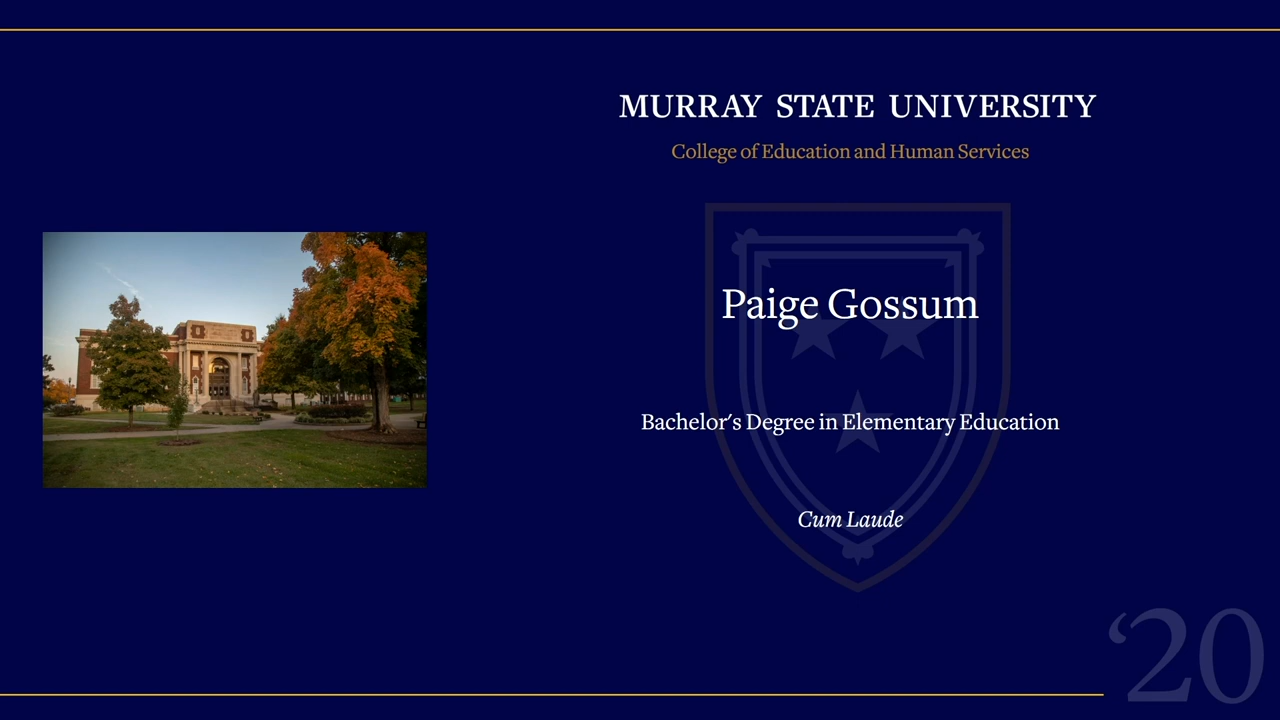 MURRAY STATE UNIVERSITY
College of Education and Human Services
Paige Gossum
Bachelor's Degree in Elementary Education
Cum Laude
‘20